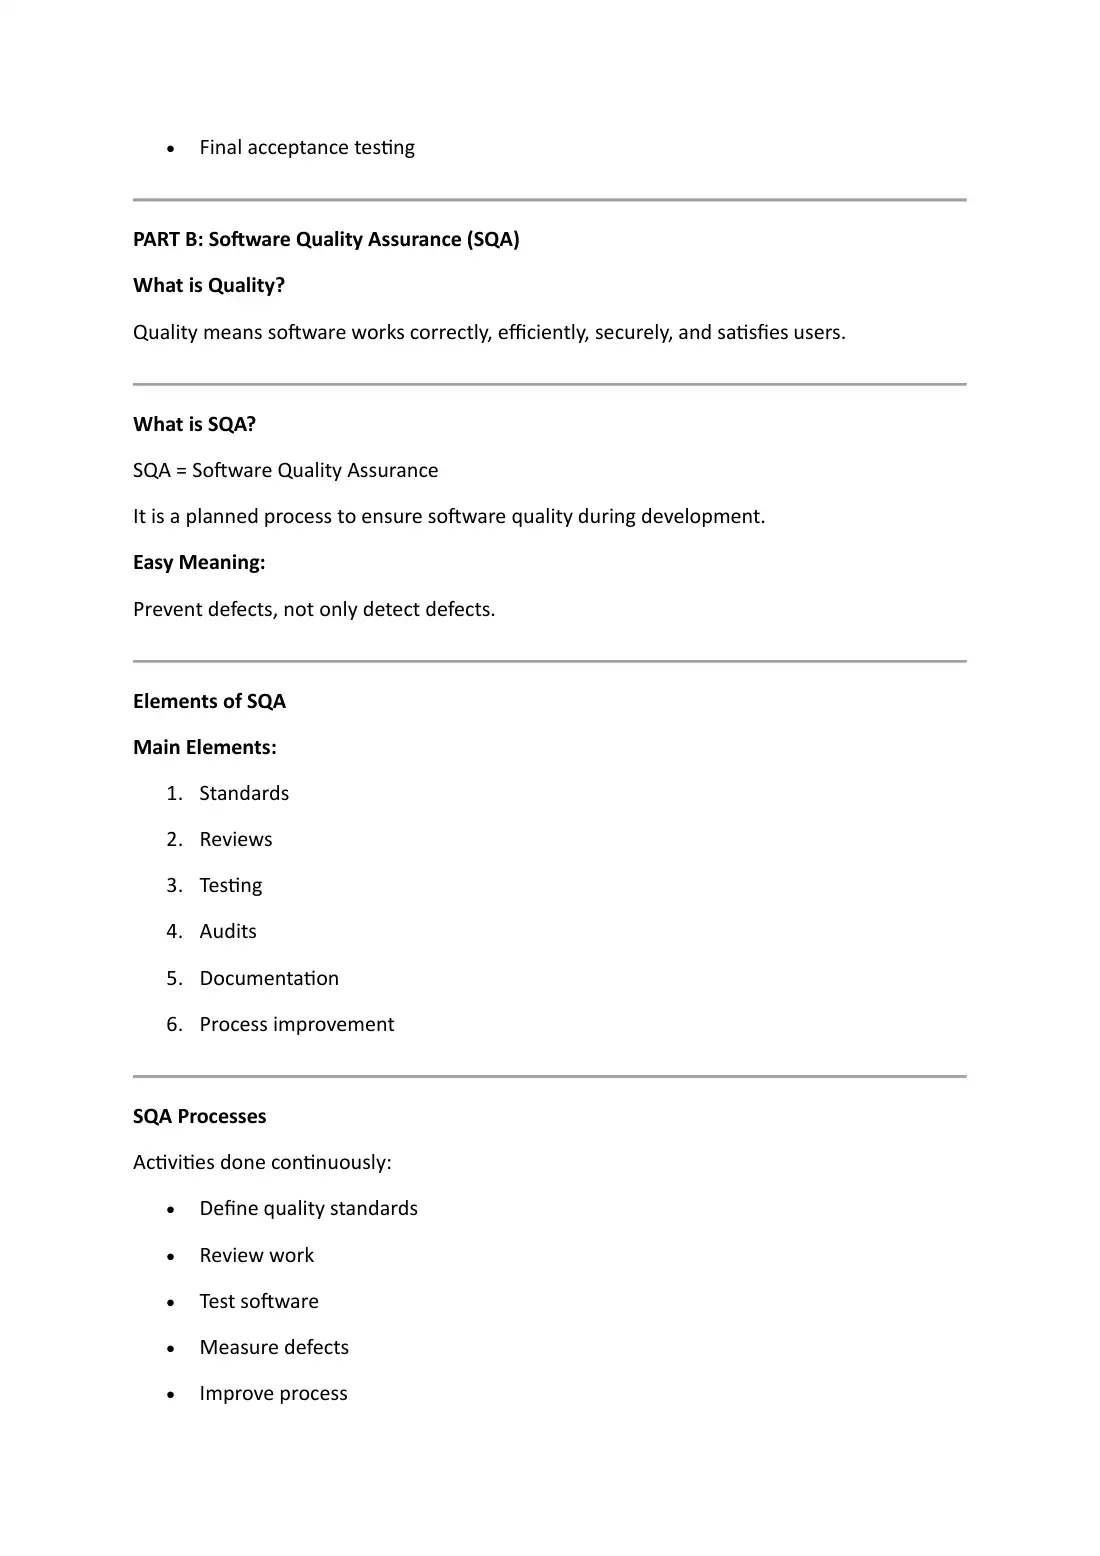 • Final acceptance testing
PART B: Software Quality Assurance (SQA)
What is Quality?
Quality means software works correctly, efficiently, securely, and satisfies users.
What is SQA?
SQA = Software Quality Assurance
It is a planned process to ensure software quality during development.
Easy Meaning:
Prevent defects, not only detect defects.
Elements of SQA
Main Elements:
1. Standards
2. Reviews
3. Testing
4. Audits
5. Documentation
6. Process improvement
SQA Processes
Activities done continuously:
• Define quality standards
• Review work
• Test software
• Measure defects
• Improve process